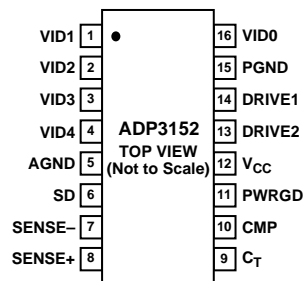 VID1 1 16 VID0
VID2 2 15 PGND
VID3 3 14 DRIVE1
VID4 4 ADP3152 13 DRIVE2
AGND 5 TOP VIEW (Not to Scale) 12 VCC
SD 6 11 PWRGD
SENSE– 7 10 CMP
SENSE+ 8 9 CT